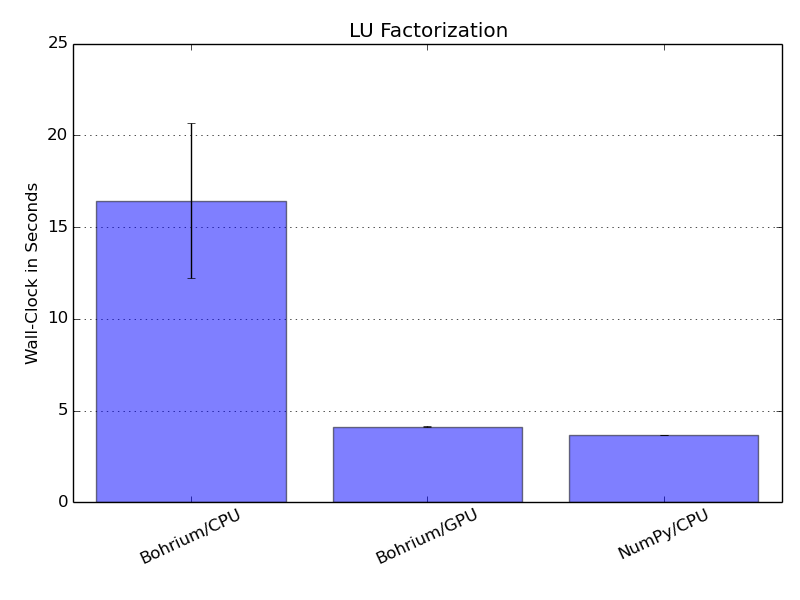 LU Factorization
25
20
15
10
5
0
Wall-Clock in Seconds
Bohrium/CPU
Bohrium/GPU
NumPy/CPU